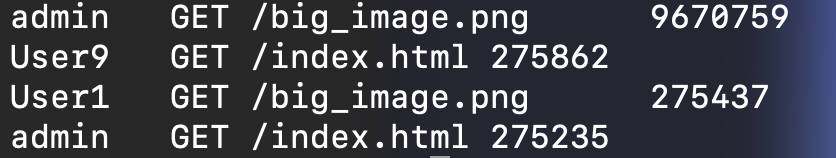 admin GET /big_image.png 9670759
User9 GET /index.html 275862
User1 GET /big_image.png 275437
admin GET /index.html 275235